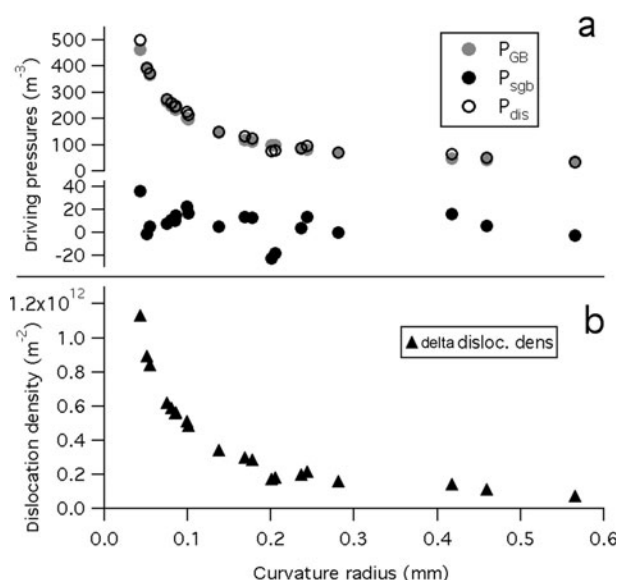 a
500
400
300
200
100
0
40
20
0
-20
Driving pressures (m⁻³)
P_GB
P_sgb
P_dis
b
1.2x10¹²
1.0
0.8
0.6
0.4
0.2
0.0
Dislocation density (m⁻²)
delta disloc. dens
0.0 0.1 0.2 0.3 0.4 0.5 0.6
Curvature radius (mm)